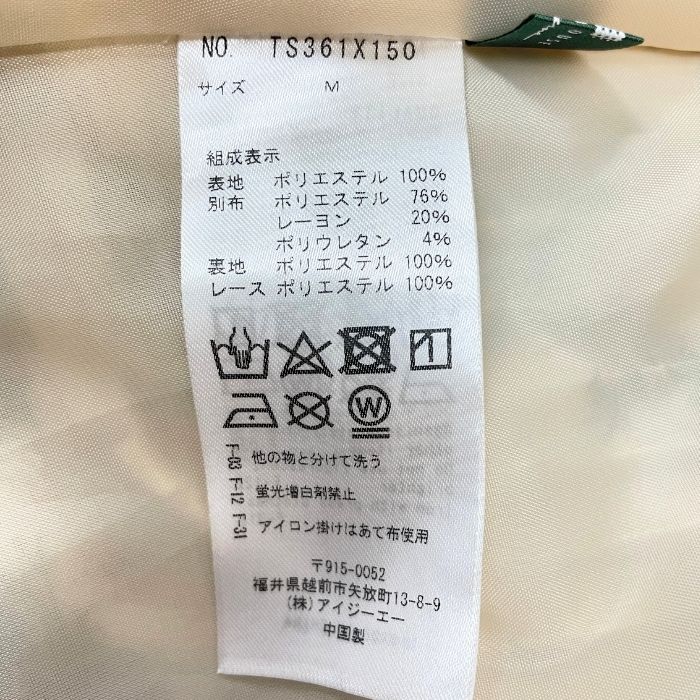 NO. TS361X150
サイズ M
組成表示
表地 ポリエステル 100%
別布 ポリエステル 76%
レーヨン 20%
ポリウレタン 4%
裏地 ポリエステル 100%
レース ポリエステル 100%
W
F-03 他の物と分けて洗う
F-12 蛍光増白剤禁止
F-31 アイロン掛けはあて布使用
〒915-0052
福井県越前市矢放町13-8-9
(株)アイジーエー
中国製